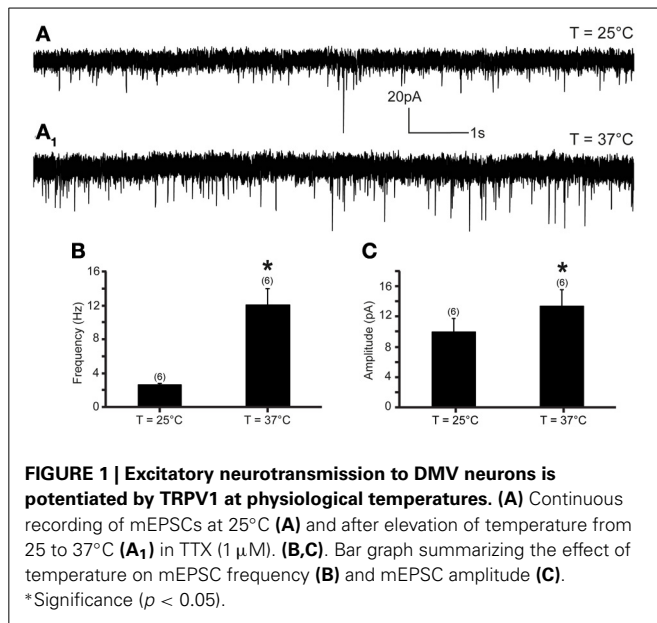 A
T = 25°C
20pA
1s
A1
T = 37°C
B
C
*
*
16
12
8
4
0
Frequency (Hz)
(6)
(6)
T = 25°C
T = 37°C
16
12
8
4
0
Amplitude (pA)
(6)
(6)
T = 25°C
T = 37°C
FIGURE 1 | Excitatory neurotransmission to DMV neurons is
potentiated by TRPV1 at physiological temperatures. (A) Continuous
recording of mEPSCs at 25°C (A) and after elevation of temperature from
25 to 37°C (A1) in TTX (1 μM). (B,C). Bar graph summarizing the effect of
temperature on mEPSC frequency (B) and mEPSC amplitude (C).
*Significance (p < 0.05).